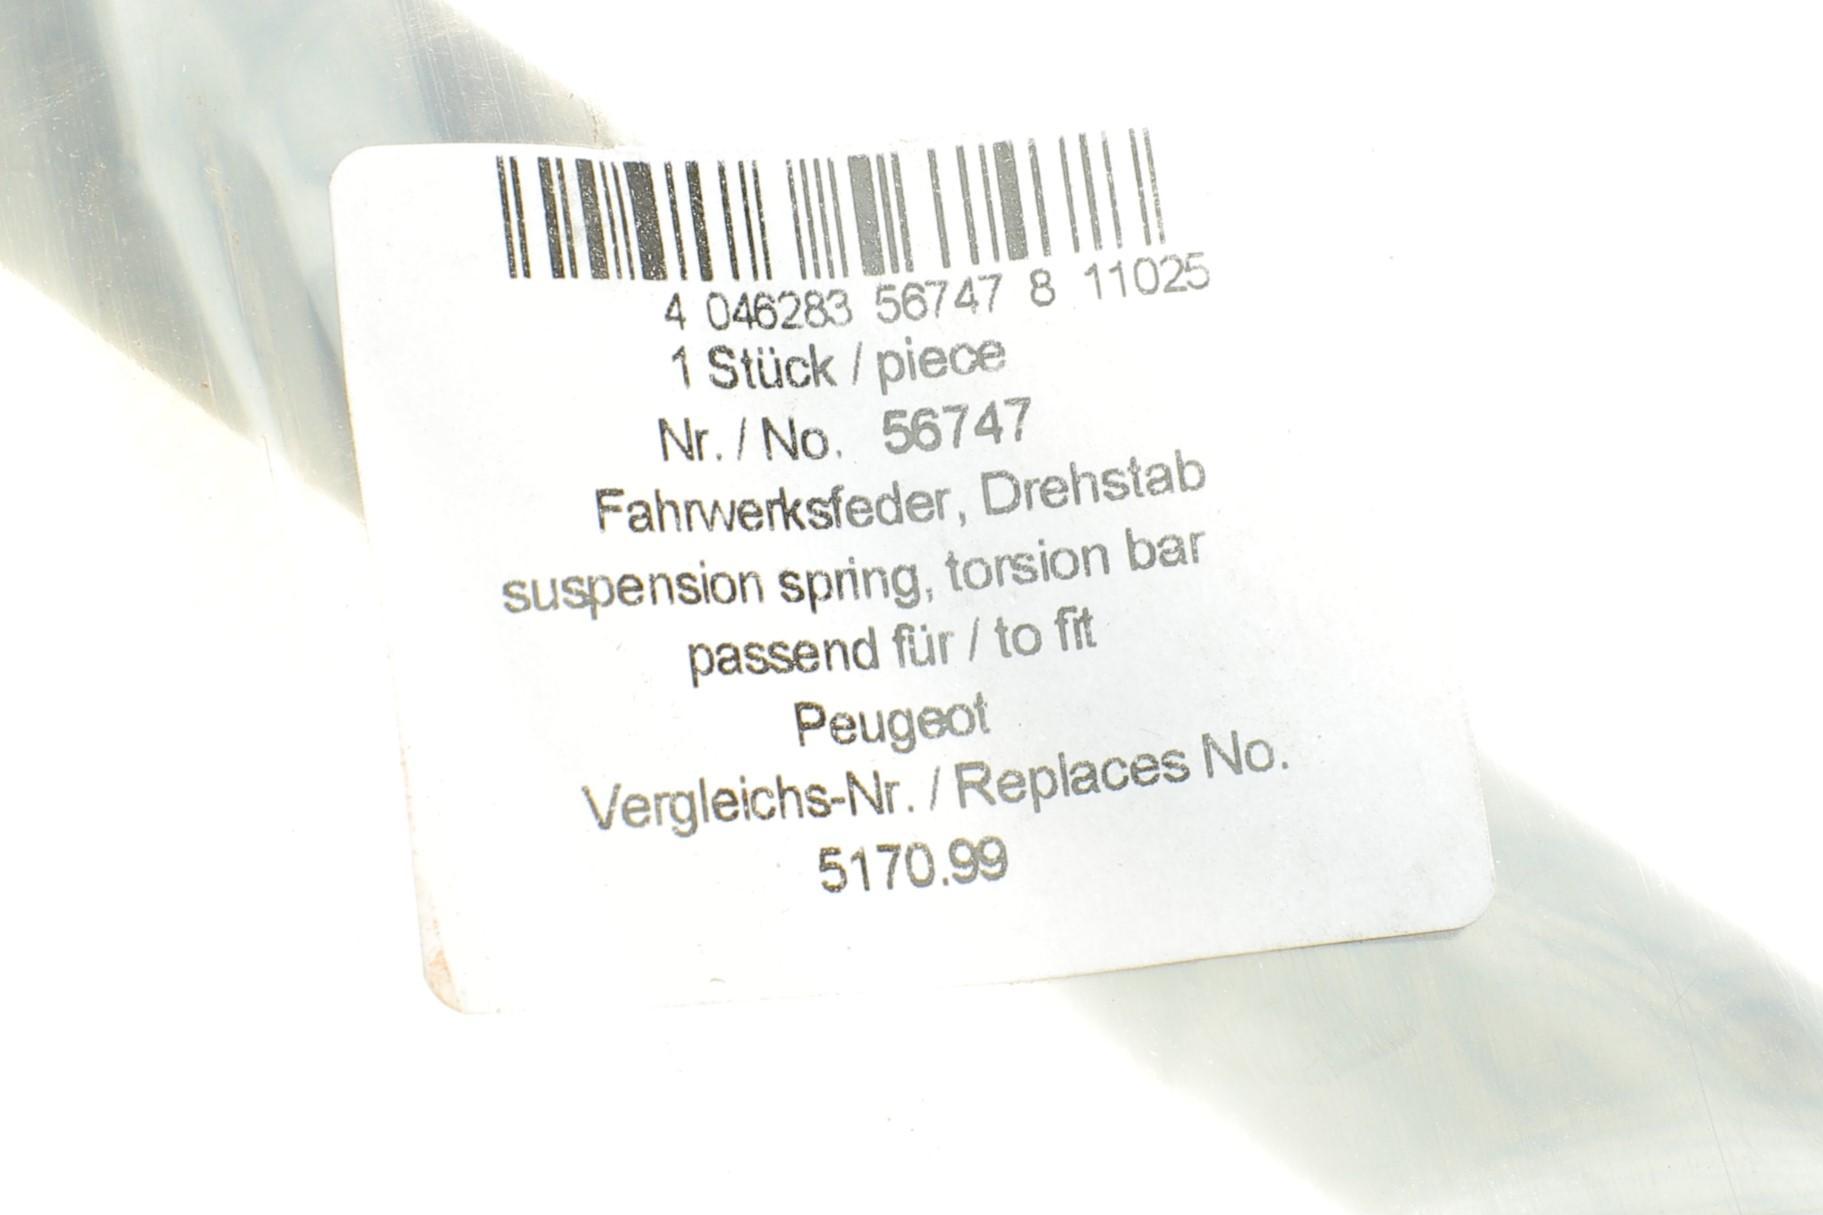 4 046283 56747 8 11025
1 Stück / piece
Nr. / No. 56747
Fahrwerksfeder, Drehstab
suspension spring, torsion bar
passend für / to fit
Peugeot
Vergleichs-Nr. / Replaces No.
5170.99